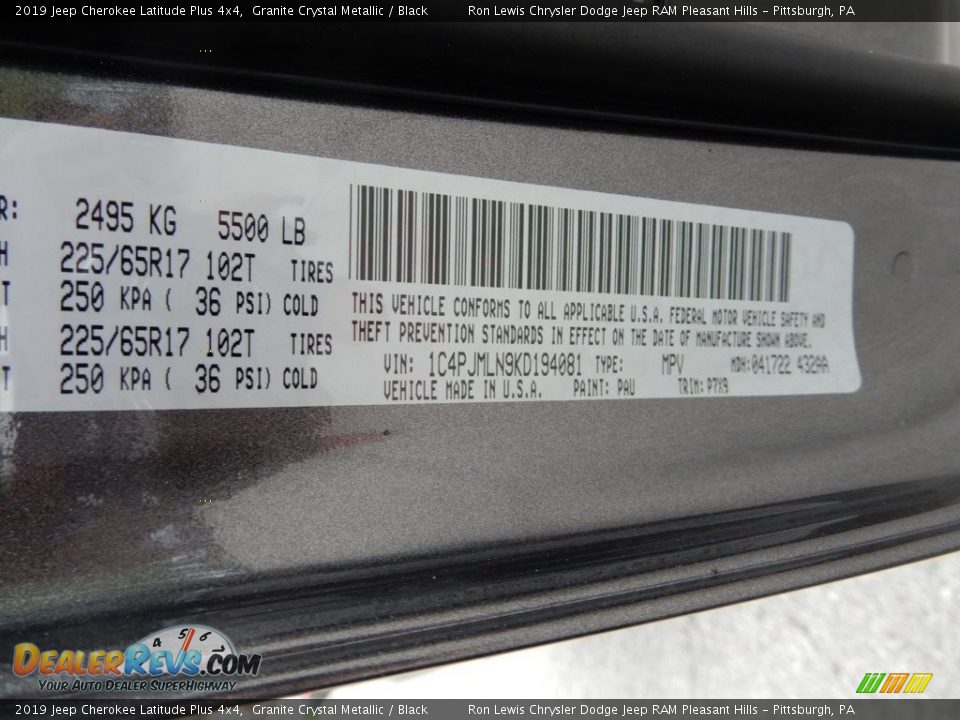 2019 Jeep Cherokee Latitude Plus 4x4, Granite Crystal Metallic / Black Ron Lewis Chrysler Dodge Jeep RAM Pleasant Hills - Pittsburgh, PA
R: 2495 KG 5500 LB
H 225/65R17 102T TIRES
T 250 KPA ( 36 PSI) COLD
H 225/65R17 102T TIRES
T 250 KPA ( 36 PSI) COLD
THIS VEHICLE CONFORMS TO ALL APPLICABLE U.S.A. FEDERAL MOTOR VEHICLE SAFETY AND
THEFT PREVENTION STANDARDS IN EFFECT ON THE DATE OF MANUFACTURE SHOWN ABOVE.
VIN: 1C4PJMLN9KD194081 TYPE: MPV MDH:041722 432AA
VEHICLE MADE IN U.S.A. PAINT: PAU TRIM: P7X9
4 5 6
DealerRevs.com
Your Auto Dealer SuperHighway
2019 Jeep Cherokee Latitude Plus 4x4, Granite Crystal Metallic / Black Ron Lewis Chrysler Dodge Jeep RAM Pleasant Hills - Pittsburgh, PA